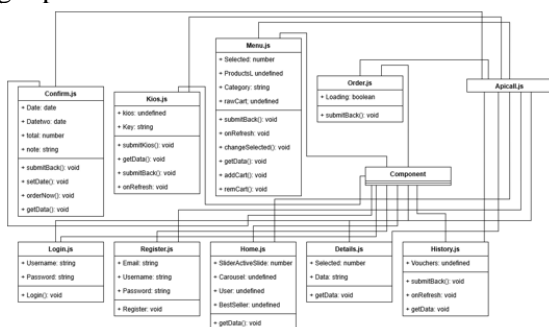 Confirm.js
+ Date: date
+ Datetwo: date
+ total: number
+ note: string
+ submitBack(): void
+ setDate(): void
+ orderNow(): void
+ getData(): void
Kios.js
+ kios: undefined
+ Key: string
+ submitKios(): void
+ getData(): void
+ submitBack(): void
+ onRefresh: void
Menu.js
+ Selected: number
+ ProductsL undefined
+ Category: string
+ rawCart; undefined
+ submitBack(): void
+ onRefresh: void
+ changeSelected(): void
+ getData(): void
+ addCart(): void
+ remCart(): void
Order.js
+ Loading: boolean
+ submitBack(): void
Apicall.js
Component
Login.js
+ Username: string
+ Password: string
+ Login(): void
Register.js
+ Email: string
+ Username: string
+ Password: string
+ Register: void
Home.js
+ SliderActiveSlide: number
+ Carousel: undefined
+ User: undefined
+ BestSeller: undefined
+ getData(): void
Details.js
+ Selected: number
+ Data: string
+ getData: void
History.js
+ Vouchers: undefined
+ submitBack(): void
+ onRefresh: void
+ getData: void